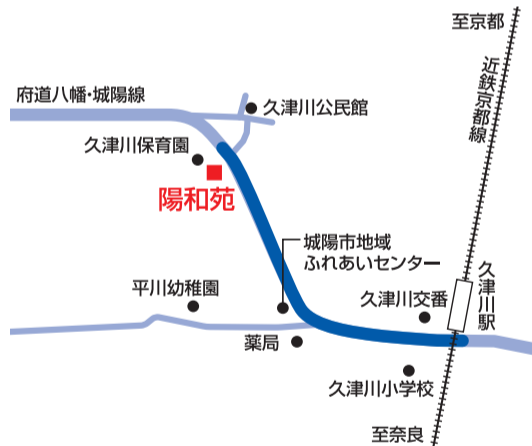 至京都
近鉄京都線
府道八幡・城陽線
久津川公民館
久津川保育園
陽和苑
城陽市地域
ふれあいセンター
平川幼稚園
久津川交番
久津川駅
薬局
久津川小学校
至奈良